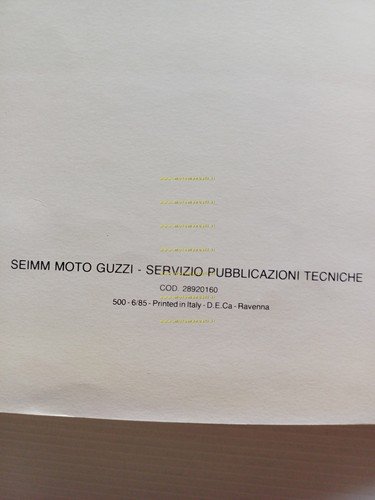 SEIMM MOTO GUZZI - SERVIZIO PUBBLICAZIONI TECNICHE
COD. 28920160
500 - 6/85 - Printed in Italy - D.E.Ca - Ravenna